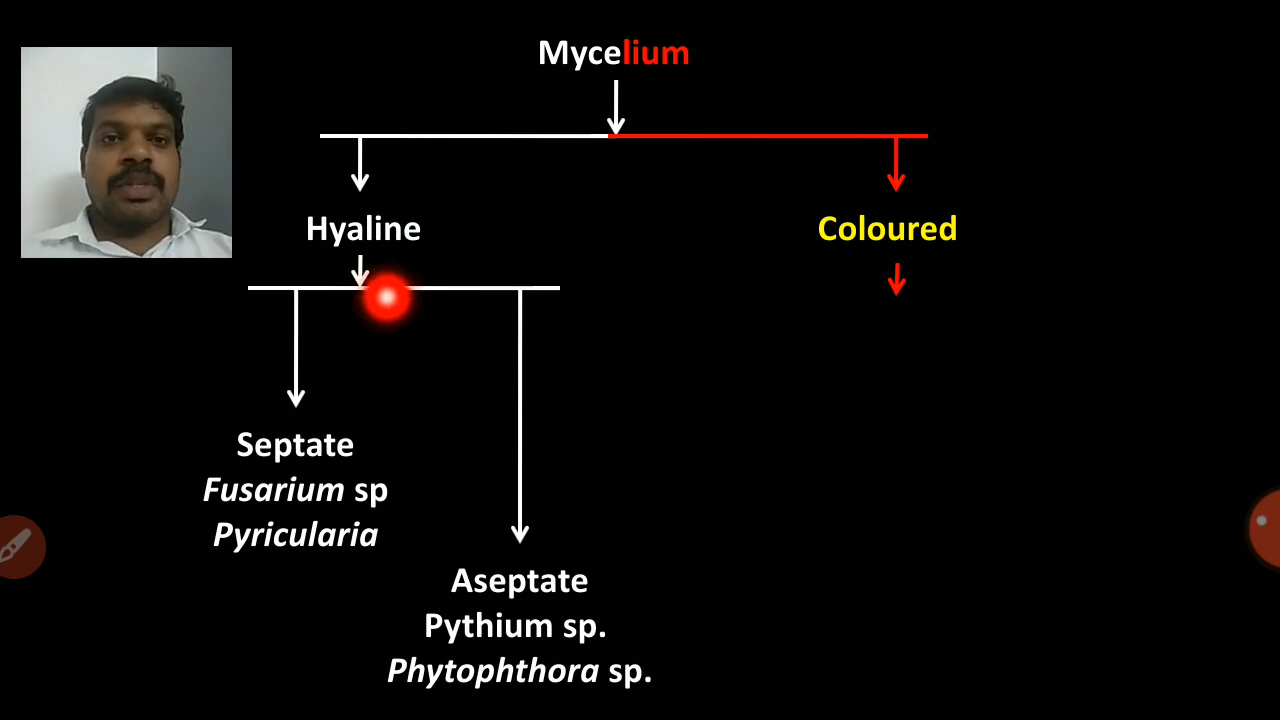 Mycelium
Hyaline
Coloured
Septate
Fusarium sp
Pyricularia
Aseptate
Pythium sp.
Phytophthora sp.